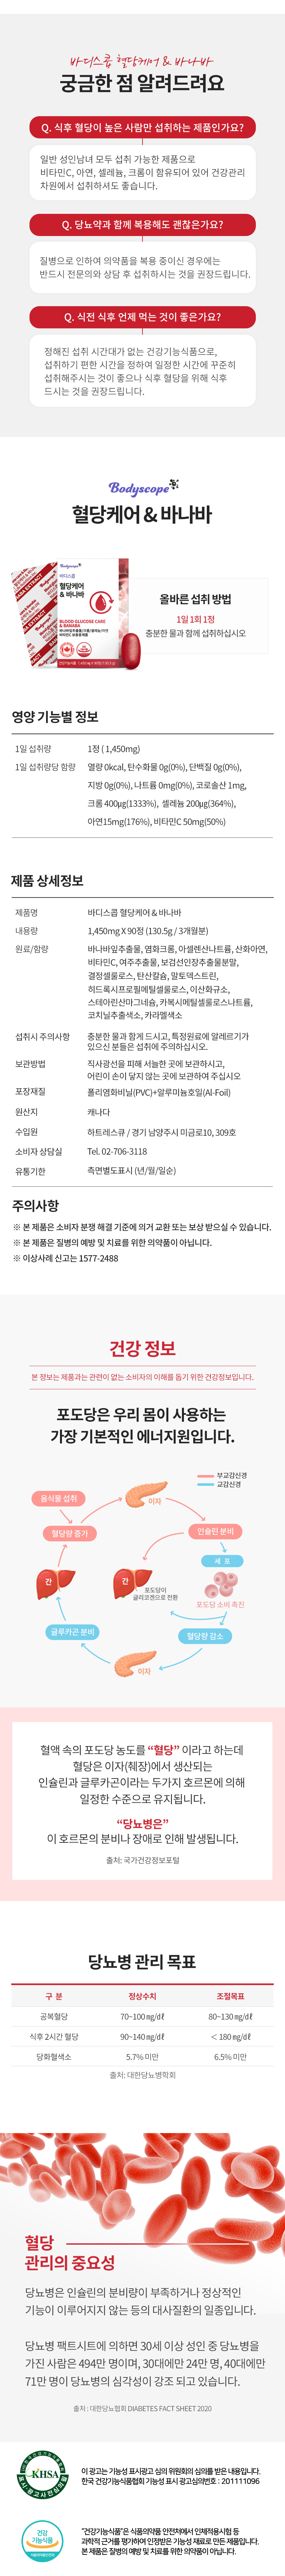 바디스콥 혈당케어 & 바나바
궁금한 점 알려드려요
Q. 식후 혈당이 높은 사람만 섭취하는 제품인가요?
일반 성인남녀 모두 섭취 가능한 제품으로
비타민C, 아연, 셀레늄, 크롬이 함유되어 있어 건강관리
차원에서 섭취하셔도 좋습니다.
Q. 당뇨약과 함께 복용해도 괜찮은가요?
질병으로 인하여 의약품을 복용 중이신 경우에는
반드시 전문의와 상담 후 섭취하시는 것을 권장드립니다.
Q. 식전 식후 언제 먹는 것이 좋은가요?
정해진 섭취 시간대가 없는 건강기능식품으로,
섭취하기 편한 시간을 정하여 일정한 시간에 꾸준히
섭취해주시는 것이 좋으나 식후 혈당을 위해 식후
드시는 것을 권장드립니다.
Bodyscope
혈당케어 & 바나바
Bodyscope
바디스콥
혈당케어
& 바나바
BLOOD GLUCOSE CARE
& BANABA
올바른 섭취 방법
1일 1회 1정
충분한 물과 함께 섭취하십시오
영양 기능별 정보
1일 섭취량 1정 ( 1,450mg)
1일 섭취량당 함량 열량 0kcal, 탄수화물 0g(0%), 단백질 0g(0%),
지방 0g(0%), 나트륨 0mg(0%), 코로솔산 1mg,
크롬 400㎍(1333%), 셀레늄 200㎍(364%),
아연15mg(176%), 비타민C 50mg(50%)
제품 상세정보
제품명 바디스콥 혈당케어 & 바나바
내용량 1,450mg X 90정 (130.5g / 3개월분)
원료/함량 바나바잎추출물, 염화크롬, 아셀렌산나트륨, 산화아연,
비타민C, 여주추출물, 보검선인장추출물분말,
결정셀룰로스, 탄산칼슘, 말토덱스트린,
히드록시프로필메틸셀룰로스, 이산화규소,
스테아린산마그네슘, 카복시메틸셀룰로스나트륨,
코치닐추출색소, 카라멜색소
섭취시 주의사항 충분한 물과 함게 드시고, 특정원료에 알레르기가
있으신 분들은 섭취에 주의하십시오.
보관방법 직사광선을 피해 서늘한 곳에 보관하시고,
어린이 손이 닿지 않는 곳에 보관하여 주십시오
포장재질 폴리염화비닐(PVC)+알루미늄호일(Al-Foil)
원산지 캐나다
수입원 하트레스큐 / 경기 남양주시 미금로10, 309호
소비자 상담실 Tel. 02-706-3118
유통기한 측면별도표시 (년/월/일순)
주의사항
※ 본 제품은 소비자 분쟁 해결 기준에 의거 교환 또는 보상 받으실 수 있습니다.
※ 본 제품은 질병의 예방 및 치료를 위한 의약품이 아닙니다.
※ 이상사례 신고는 1577-2488
건강 정보
본 정보는 제품과는 관련이 없는 소비자의 이해를 돕기 위한 건강정보입니다.
포도당은 우리 몸이 사용하는
가장 기본적인 에너지원입니다.
부교감신경
교감신경
음식물 섭취
이자
혈당량 증가
인슐린 분비
세 포
간
간
포도당이
글리코겐으로 전환
포도당 소비 촉진
글루카곤 분비
혈당량 감소
이자
혈액 속의 포도당 농도를 “혈당” 이라고 하는데
혈당은 이자(췌장)에서 생산되는
인슐린과 글루카곤이라는 두가지 호르몬에 의해
일정한 수준으로 유지됩니다.
“당뇨병은”
이 호르몬의 분비나 장애로 인해 발생됩니다.
출처: 국가건강정보포털
당뇨병 관리 목표
구 분 정상수치 조절목표
공복혈당 70~100 ㎎/㎗ 80~130 ㎎/㎗
식후 2시간 혈당 90~140 ㎎/㎗ < 180 ㎎/㎗
당화혈색소 5.7% 미만 6.5% 미만
출처: 대한당뇨병학회
혈당
관리의 중요성
당뇨병은 인슐린의 분비량이 부족하거나 정상적인
기능이 이루어지지 않는 등의 대사질환의 일종입니다.
당뇨병 팩트시트에 의하면 30세 이상 성인 중 당뇨병을
가진 사람은 494만 명이며, 30대에만 24만 명, 40대에만
71만 명이 당뇨병의 심각성이 강조 되고 있습니다.
출처 : 대한당뇨협회 DIABETES FACT SHEET 2020
KHSA
이 광고는 기능성 표시광고 심의 위원회의 심의를 받은 내용입니다.
한국 건강기능식품협회 기능성 표시 광고심의번호 : 201111096
건강
기능식품
식품의약품안전처
"건강기능식품"은 식품의약품 안전처에서 인체적용시험 등
과학적 근거를 평가하여 인정받은 기능성 재료로 만든 제품입니다.
본 제품은 질병의 예방 및 치료를 위한 의약품이 아닙니다.